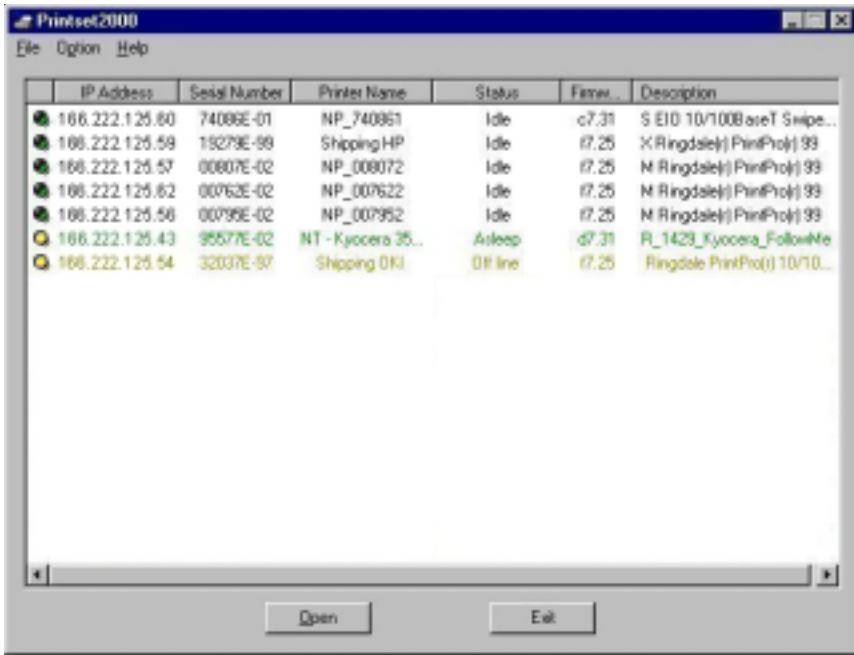 Printset2000
File Option Help
IP Address Serial Number Printer Name Status Firmw... Description
166.222.125.60 74086E-01 NP_740861 Idle c7.31 S EIO 10/100BaseT Swipe...
166.222.125.59 19279E-99 Shipping HP Idle f7.25 X Ringdale(r) PrintPro(r) 99
166.222.125.57 00807E-02 NP_008072 Idle f7.25 M Ringdale(r) PrintPro(r) 99
166.222.125.62 00762E-02 NP_007622 Idle f7.25 M Ringdale(r) PrintPro(r) 99
166.222.125.56 00795E-02 NP_007952 Idle f7.25 M Ringdale(r) PrintPro(r) 99
166.222.125.43 95577E-02 NT - Kyocera 35... Asleep d7.31 R_1429_Kyocera_FollowMe
166.222.125.54 32037E-97 Shipping OKI Off line f7.25 Ringdale PrintPro(r) 10/10...
Open Exit